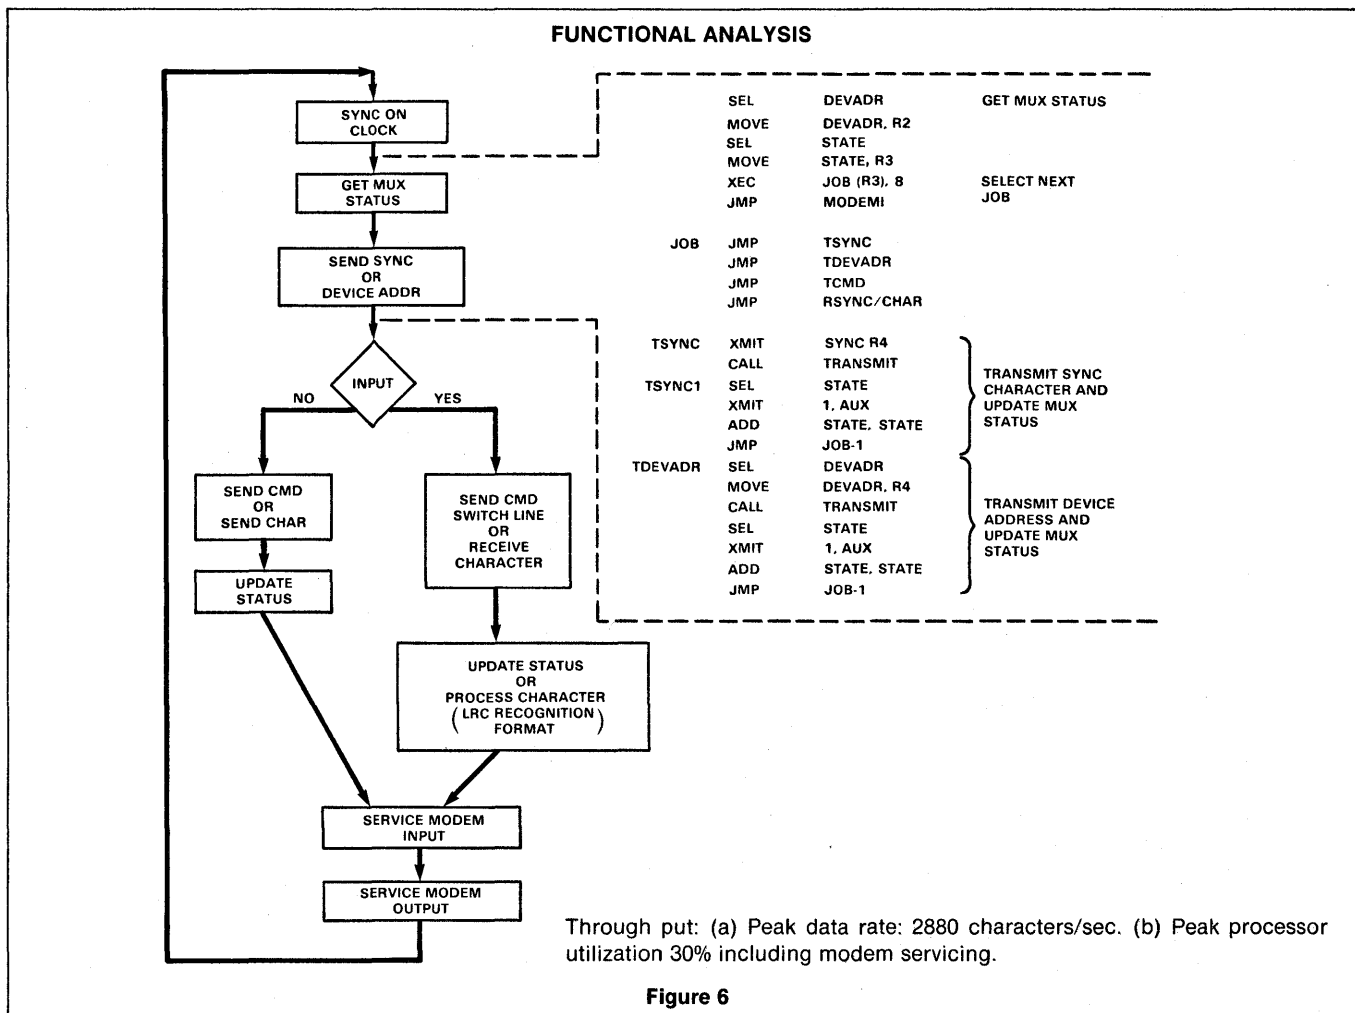 FUNCTIONAL ANALYSIS
SYNC ON
CLOCK
GET MUX
STATUS
SEND SYNC
OR
DEVICE ADDR
INPUT
NO
YES
SEND CMD
OR
SEND CHAR
UPDATE
STATUS
SEND CMD
SWITCH LINE
OR
RECEIVE
CHARACTER
UPDATE STATUS
OR
PROCESS CHARACTER
(LRC RECOGNITION
FORMAT)
SERVICE MODEM
INPUT
SERVICE MODEM
OUTPUT
SEL DEVADR GET MUX STATUS
MOVE DEVADR, R2
SEL STATE
MOVE STATE, R3
XEC JOB (R3), 8 SELECT NEXT
JMP MODEMI JOB
JOB JMP TSYNC
JMP TDEVADR
JMP TCMD
JMP RSYNC/CHAR
TSYNC XMIT SYNC R4
CALL TRANSMIT
TSYNC1 SEL STATE
XMIT 1, AUX
ADD STATE, STATE
JMP JOB-1
TRANSMIT SYNC
CHARACTER AND
UPDATE MUX
STATUS
TDEVADR SEL DEVADR
MOVE DEVADR, R4
CALL TRANSMIT
SEL STATE
XMIT 1, AUX
ADD STATE, STATE
JMP JOB-1
TRANSMIT DEVICE
ADDRESS AND
UPDATE MUX
STATUS
Through put: (a) Peak data rate: 2880 characters/sec. (b) Peak processor
utilization 30% including modem servicing.
Figure 6